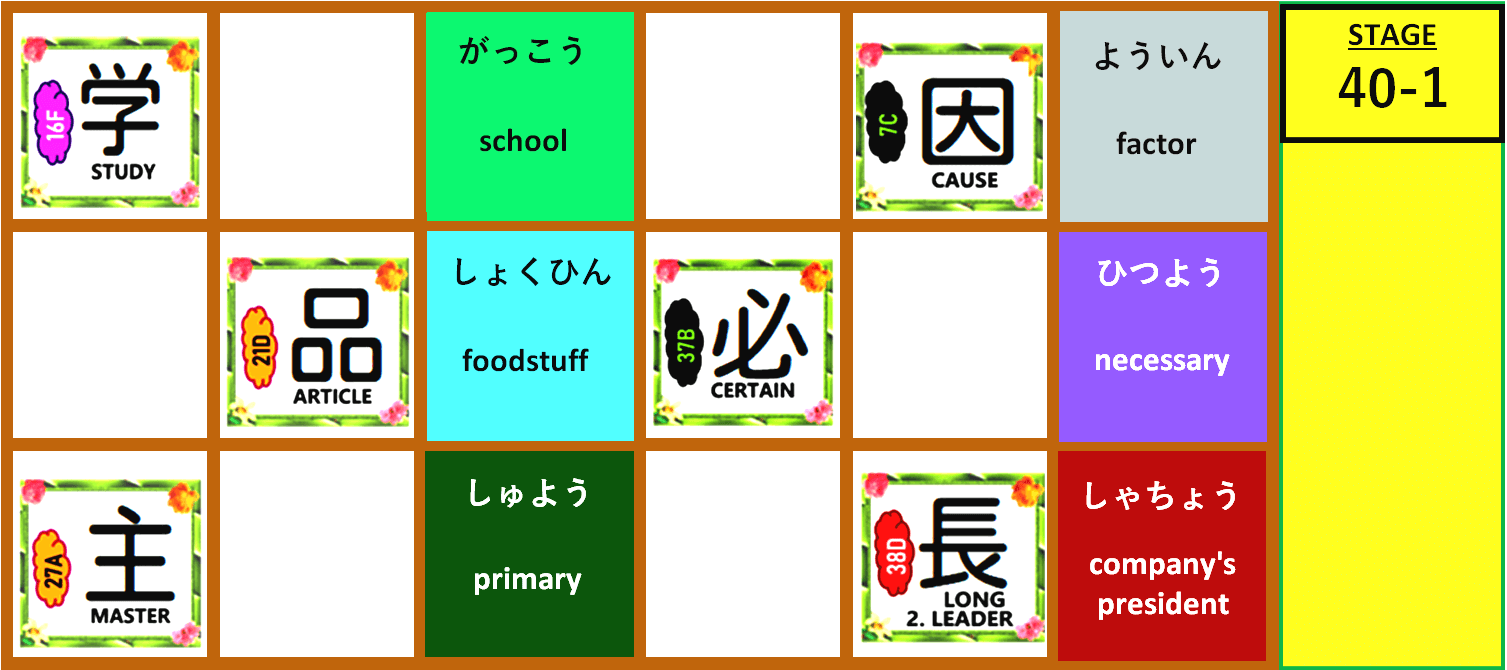 16F
学
STUDY
がっこう
school
7C
因
CAUSE
よういん
factor
STAGE
40-1
21D
品
ARTICLE
しょくひん
foodstuff
37B
必
CERTAIN
ひつよう
necessary
27A
主
MASTER
しゅよう
primary
38D
長
LONG
2. LEADER
しゃちょう
company's
president